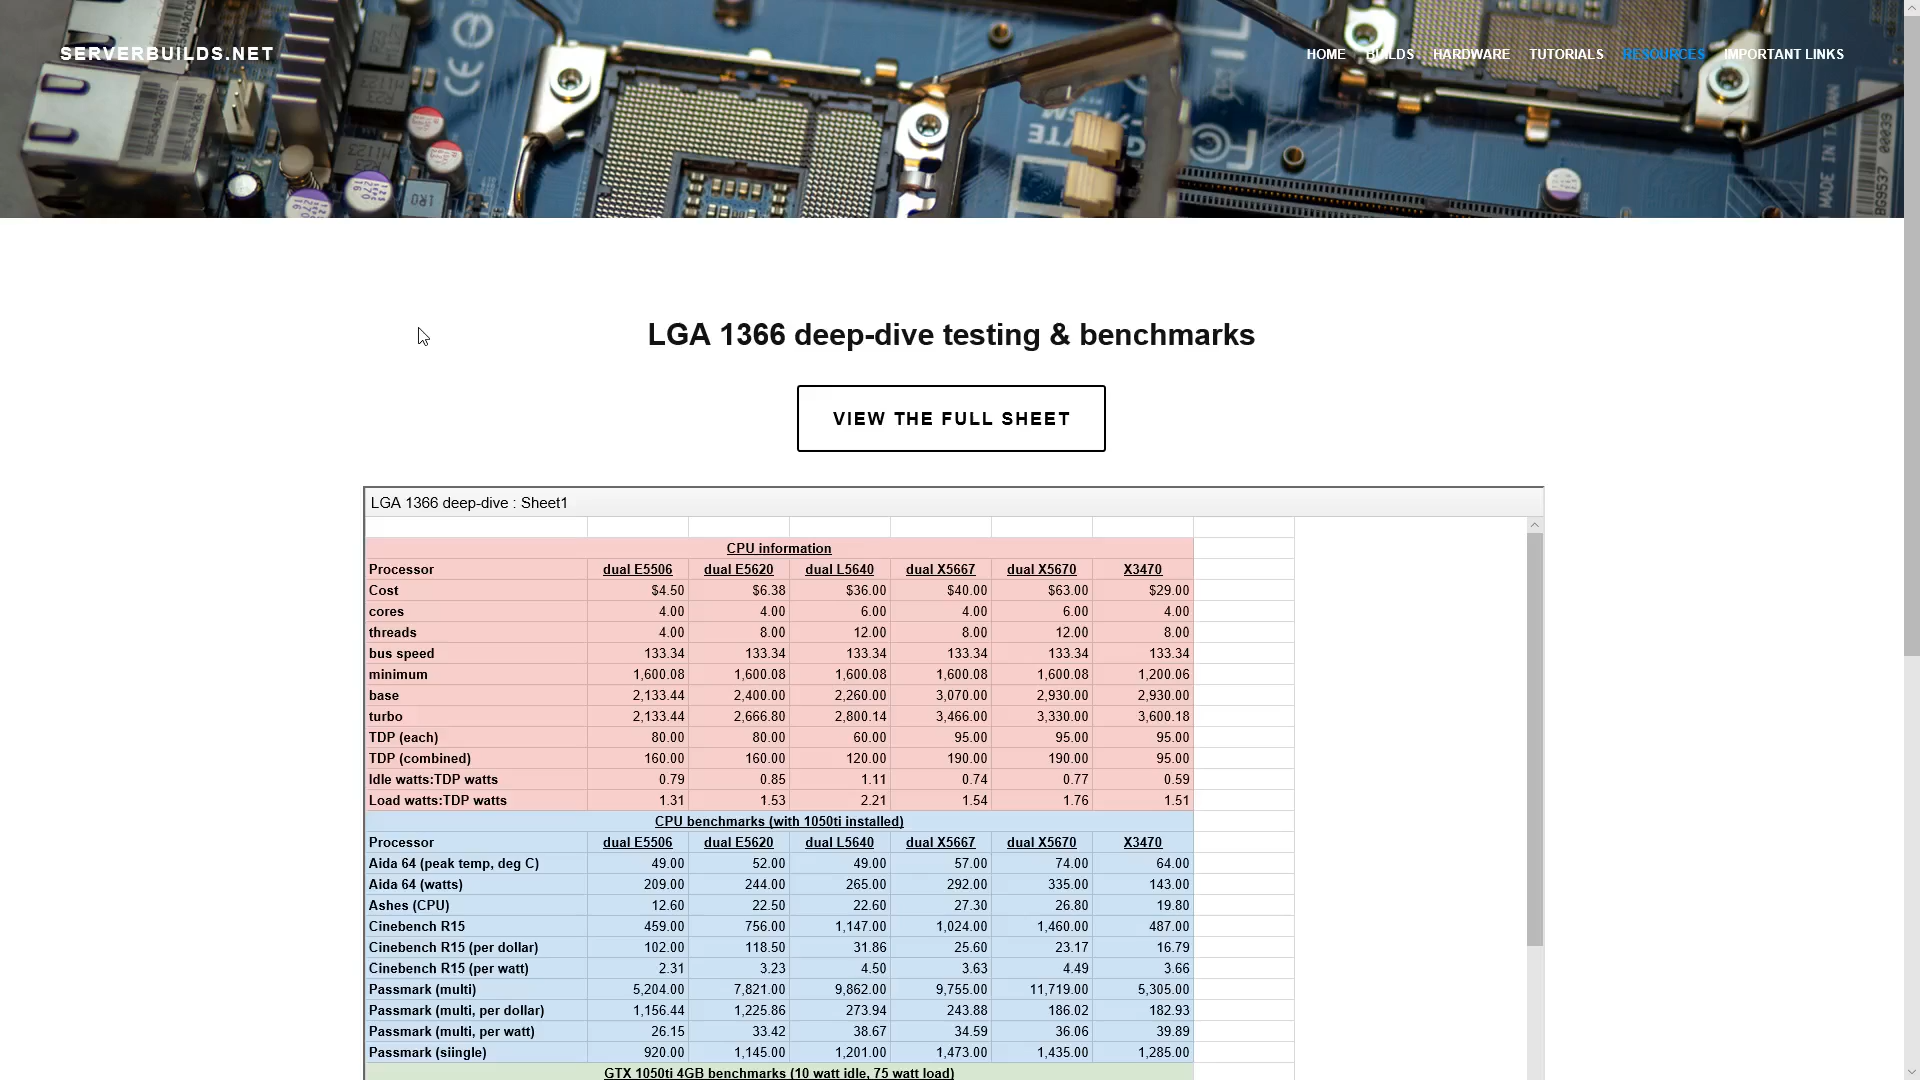 SERVERBUILDS.NET
HOME BUILDS HARDWARE TUTORIALS RESOURCES IMPORTANT LINKS
LGA 1366 deep-dive testing & benchmarks
VIEW THE FULL SHEET
LGA 1366 deep-dive : Sheet1
CPU information
Processor dual E5506 dual E5620 dual L5640 dual X5667 dual X5670 X3470
Cost $4.50 $6.38 $36.00 $40.00 $63.00 $29.00
cores 4.00 4.00 6.00 4.00 6.00 4.00
threads 4.00 8.00 12.00 8.00 12.00 8.00
bus speed 133.34 133.34 133.34 133.34 133.34 133.34
minimum 1,600.08 1,600.08 1,600.08 1,600.08 1,600.08 1,200.06
base 2,133.44 2,400.00 2,260.00 3,070.00 2,930.00 2,930.00
turbo 2,133.44 2,666.80 2,800.14 3,466.00 3,330.00 3,600.18
TDP (each) 80.00 80.00 60.00 95.00 95.00 95.00
TDP (combined) 160.00 160.00 120.00 190.00 190.00 95.00
Idle watts:TDP watts 0.79 0.85 1.11 0.74 0.77 0.59
Load watts:TDP watts 1.31 1.53 2.21 1.54 1.76 1.51
CPU benchmarks (with 1050ti installed)
Processor dual E5506 dual E5620 dual L5640 dual X5667 dual X5670 X3470
Aida 64 (peak temp, deg C) 49.00 52.00 49.00 57.00 74.00 64.00
Aida 64 (watts) 209.00 244.00 265.00 292.00 335.00 143.00
Ashes (CPU) 12.60 22.50 22.60 27.30 26.80 19.80
Cinebench R15 459.00 756.00 1,147.00 1,024.00 1,460.00 487.00
Cinebench R15 (per dollar) 102.00 118.50 31.86 25.60 23.17 16.79
Cinebench R15 (per watt) 2.31 3.23 4.50 3.63 4.49 3.66
Passmark (multi) 5,204.00 7,821.00 9,862.00 9,755.00 11,719.00 5,305.00
Passmark (multi, per dollar) 1,156.44 1,225.86 273.94 243.88 186.02 182.93
Passmark (multi, per watt) 26.15 33.42 38.67 34.59 36.06 39.89
Passmark (siingle) 920.00 1,145.00 1,201.00 1,473.00 1,435.00 1,285.00
GTX 1050ti 4GB benchmarks (10 watt idle, 75 watt load)